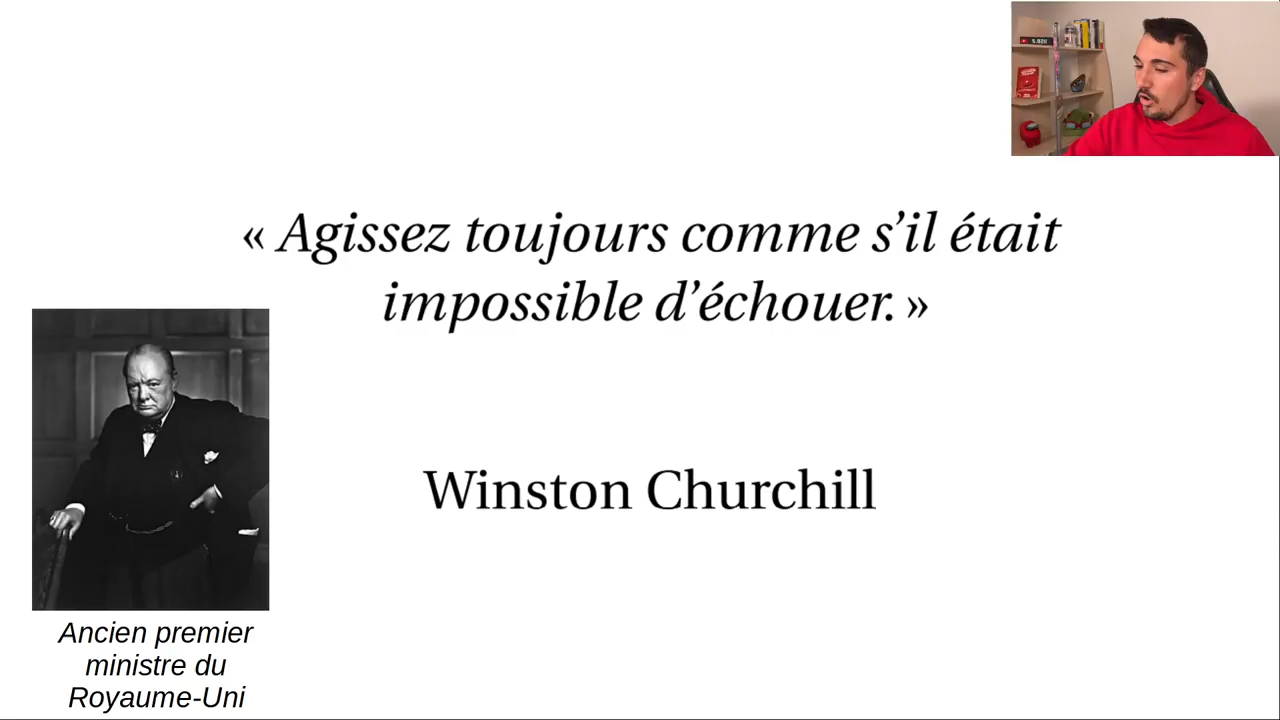 « Agissez toujours comme s’il était
impossible d’échouer. »
Winston Churchill
Ancien premier
ministre du
Royaume-Uni